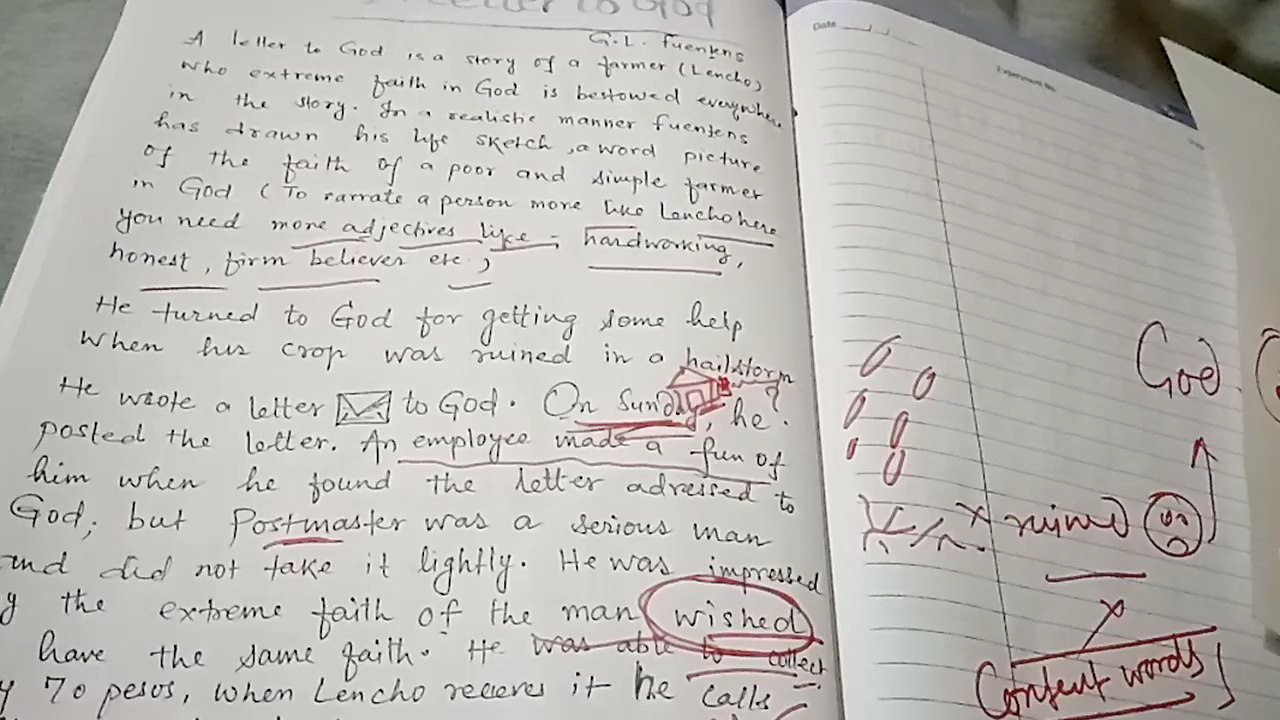 Letter to God
G.L. Fuentens
A letter to God is a story of a farmer (Lencho)
who extreme faith in God is bestowed everywhere
in the story. In a realistic manner Fuentens
has drawn his life sketch, a word picture
of the faith of a poor and simple farmer
in God (To narrate a person more like Lencho here
you need more adjectives like - hardworking,
honest, firm believer etc.)
He turned to God for getting some help
when his crop was ruined in a hailstorm
He wrote a letter to God. On Sunday, he
posted the letter. An employee made a fun of
him when he found the letter adressed to
God, but Postmaster was a serious man
and did not take it lightly. He was impressed
y the extreme faith of the man wished
have the same faith. He was able to collect
y 70 pesos, when Lencho receves it he calls
Date
Experiment No.
God
ruined
Content words